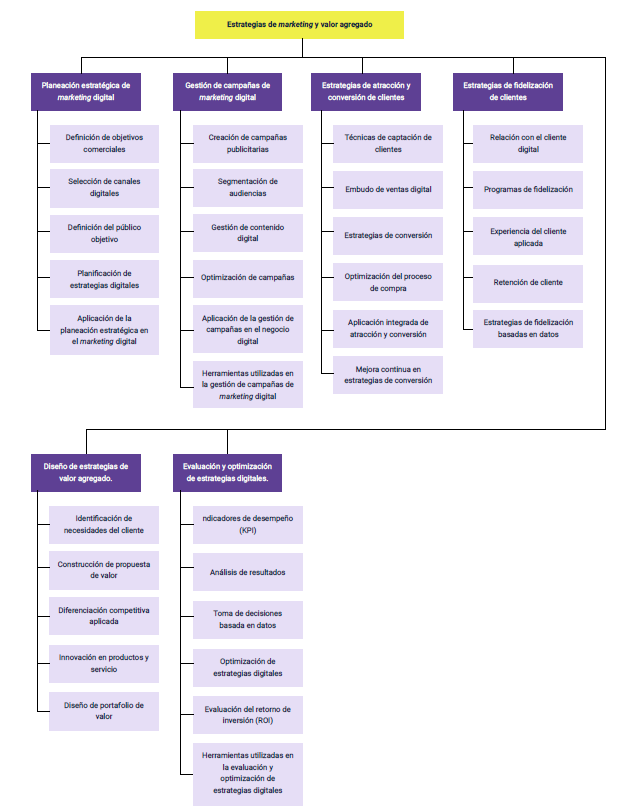 Estrategias de marketing y valor agregado
Planeación estratégica de
marketing digital
Definición de objetivos
comerciales
Selección de canales
digitales
Definición del público
objetivo
Planificación de
estrategias digitales
Aplicación de la
planeación estratégica en
el marketing digital
Gestión de campañas de
marketing digital
Creación de campañas
publicitarias
Segmentación de
audiencias
Gestión de contenido
digital
Optimización de campañas
Aplicación de la gestión de
campañas en el negocio
digital
Herramientas utilizadas en
la gestión de campañas de
marketing digital
Estrategias de atracción y
conversión de clientes
Técnicas de captación de
clientes
Embudo de ventas digital
Estrategias de conversión
Optimización del proceso
de compra
Aplicación integrada de
atracción y conversión
Mejora continua en
estrategias de conversión
Estrategias de fidelización
de clientes
Relación con el cliente
digital
Programas de fidelización
Experiencia del cliente
aplicada
Retención de cliente
Estrategias de fidelización
basadas en datos
Diseño de estrategias de
valor agregado.
Identificación de
necesidades del cliente
Construcción de propuesta
de valor
Diferenciación competitiva
aplicada
Innovación en productos y
servicio
Diseño de portafolio de
valor
Evaluación y optimización
de estrategias digitales.
ndicadores de desempeño
(KPI)
Análisis de resultados
Toma de decisiones
basada en datos
Optimización de
estrategias digitales
Evaluación del retorno de
inversión (ROI)
Herramientas utilizadas en
la evaluación y
optimización de
estrategias digitales